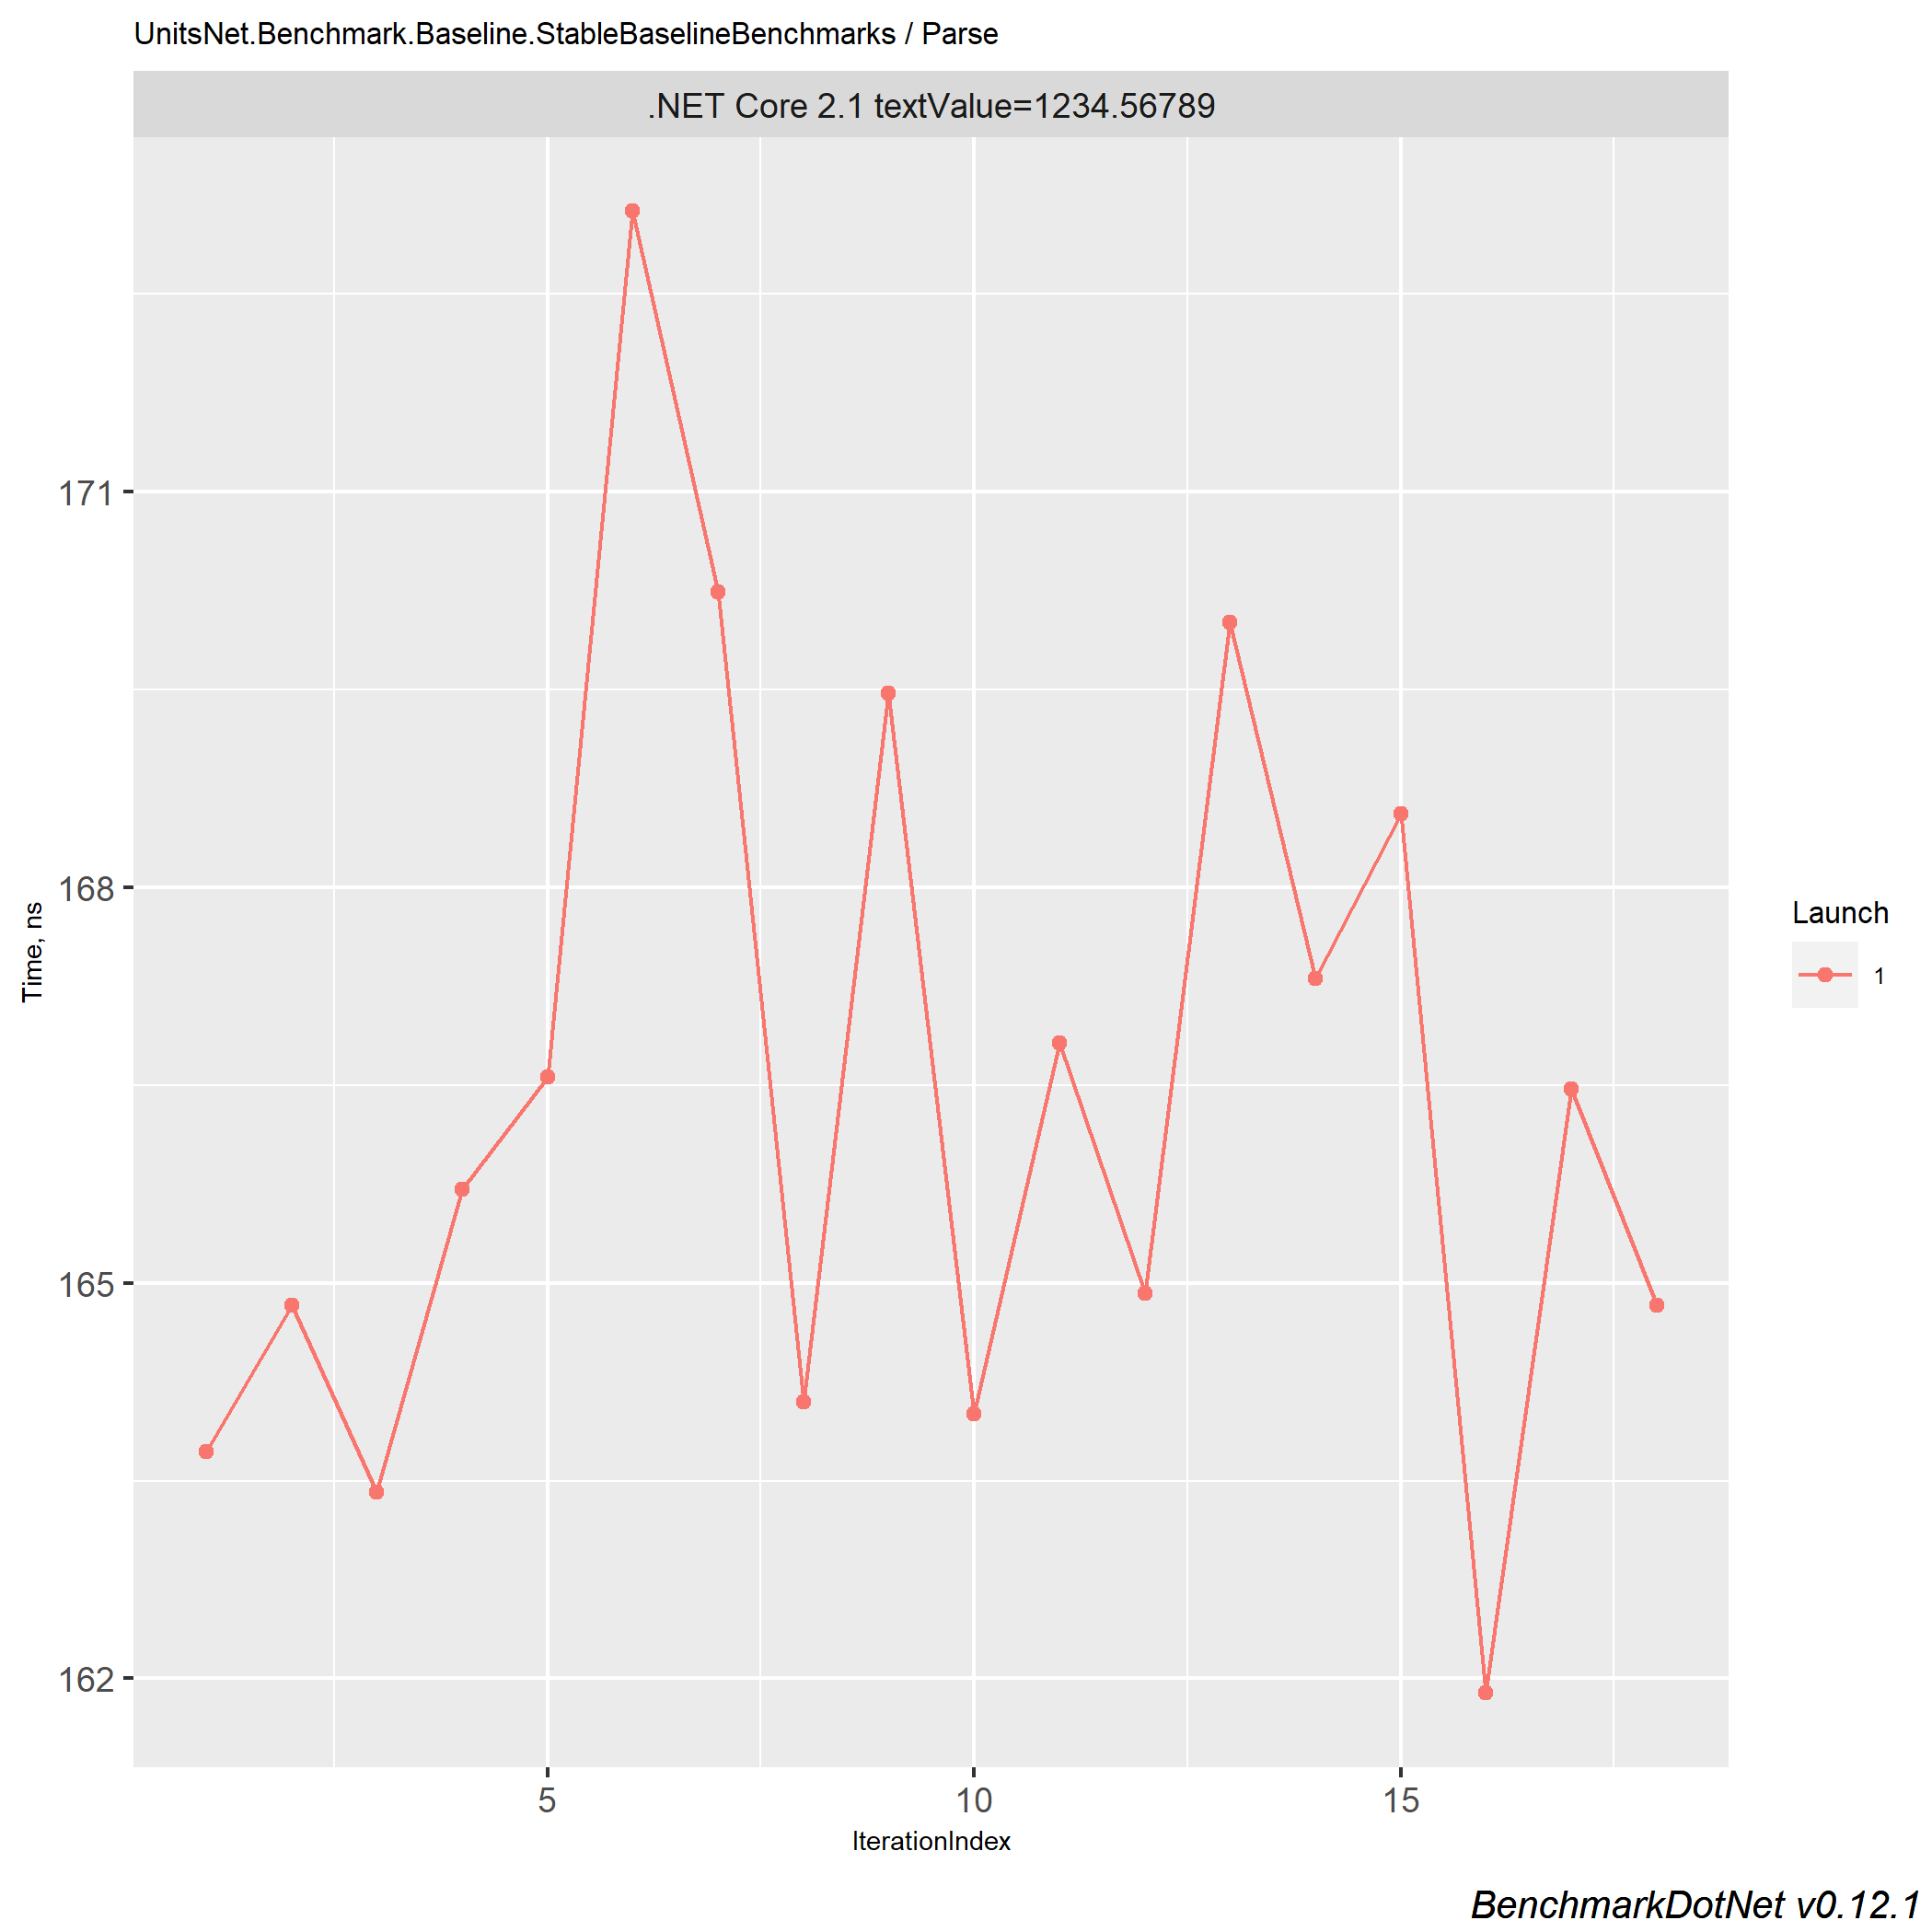 UnitsNet.Benchmark.Baseline.StableBaselineBenchmarks / Parse
.NET Core 2.1 textValue=1234.56789
171
168
165
162
Time, ns
5 10 15
IterationIndex
Launch
1
BenchmarkDotNet v0.12.1